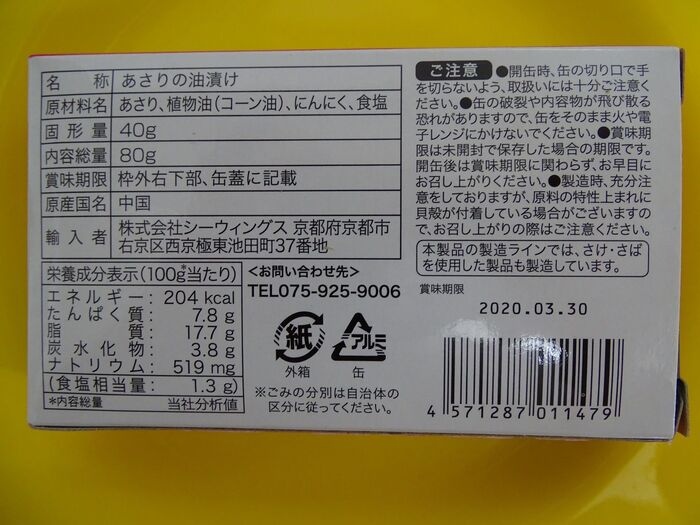 名称 あさりの油漬け
原材料名 あさり、植物油(コーン油)、にんにく、食塩
固形量 40g
内容総量 80g
賞味期限 枠外右下部、缶蓋に記載
原産国名 中国
輸入者 株式会社シーウィングス 京都府京都市
右京区西京極東池田町37番地
栄養成分表示(100g*当たり)
エネルギー: 204 kcal
たんぱく質: 7.8 g
脂質: 17.7 g
炭水化物: 3.8 g
ナトリウム: 519 mg
(食塩相当量: 1.3 g)
*内容総量 当社分析値
<お問い合わせ先>
TEL075-925-9006
紙
外箱
アルミ
缶
※ごみの分別は自治体の
区分に従ってください。
ご注意 ●開缶時、缶の切り口で手
を切らないよう、取扱いには十分ご注意く
ださい。●缶の破裂や内容物が飛び散る
恐れがありますので、缶をそのまま火や電
子レンジにかけないでください。●賞味期
限は未開封で保存した場合の期限です。
開缶後は賞味期限に関わらず、お早目に
お召し上がりください。●製造時、充分注
意をしておりますが、原料の特性上まれに
貝殻が付着している場合がございますの
で、お召し上がりの際はご注意ください。
本製品の製造ラインでは、さけ・さば
を使用した製品も製造しています。
賞味期限
2020.03.30
4 571287 011479